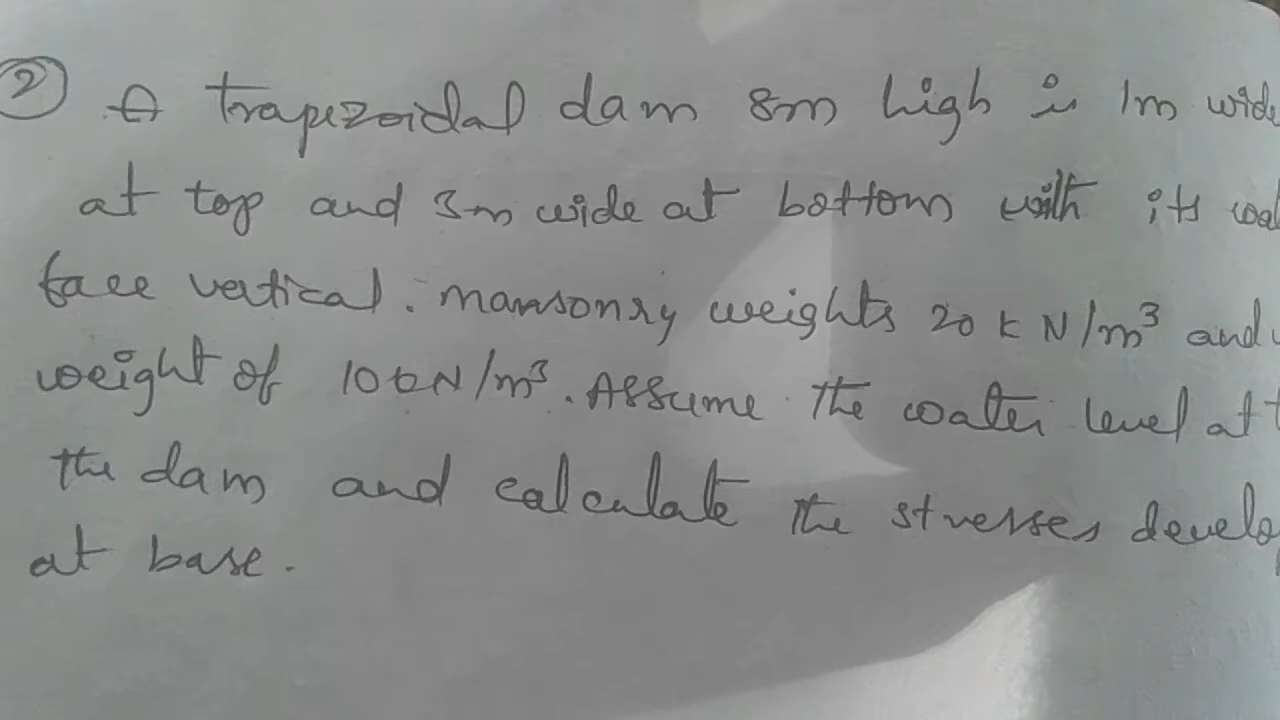 ② A trapezoidal dam 8m high is 1m wide
at top and 3m wide at bottom with its
face vertical. mansonry weights 20 kN/m³ and
weight of 10 kN/m³. Assume the water level at
the dam and calculate the stresses develo
at base.